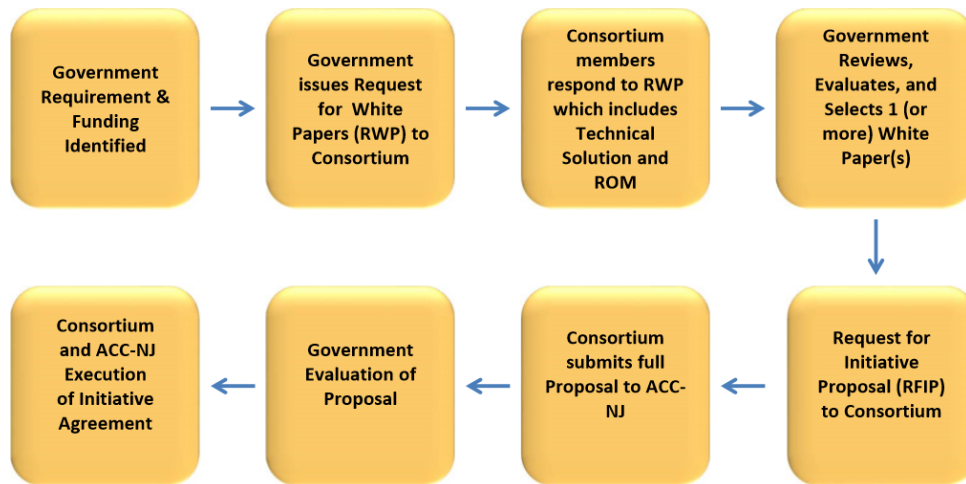 Government
Requirement &
Funding
Identified
Government
issues Request
for White
Papers (RWP) to
Consortium
Consortium
members
respond to RWP
which includes
Technical
Solution and
ROM
Government
Reviews,
Evaluates, and
Selects 1 (or
more) White
Paper(s)
Request for
Initiative
Proposal (RFIP)
to Consortium
Consortium
submits full
Proposal to ACC-
NJ
Government
Evaluation of
Proposal
Consortium
and ACC-NJ
Execution
of Initiative
Agreement